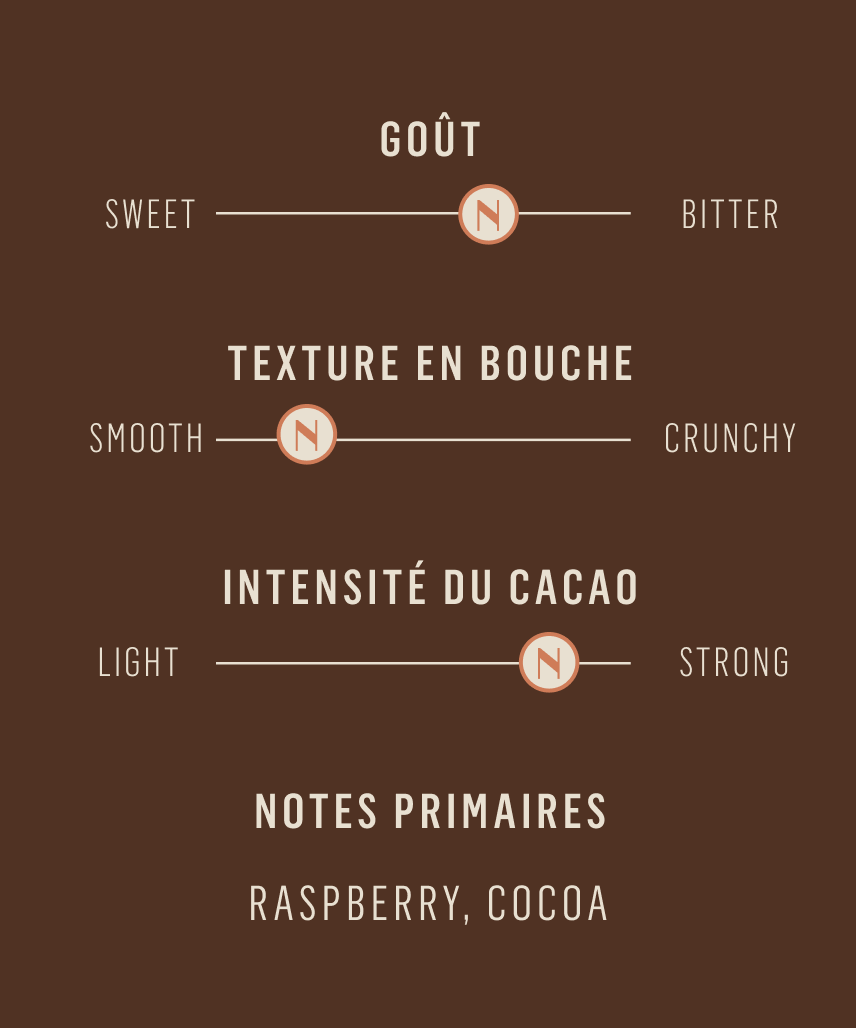 GOÛT
SWEET N BITTER
TEXTURE EN BOUCHE
SMOOTH N CRUNCHY
INTENSITÉ DU CACAO
LIGHT N STRONG
NOTES PRIMAIRES
RASPBERRY, COCOA